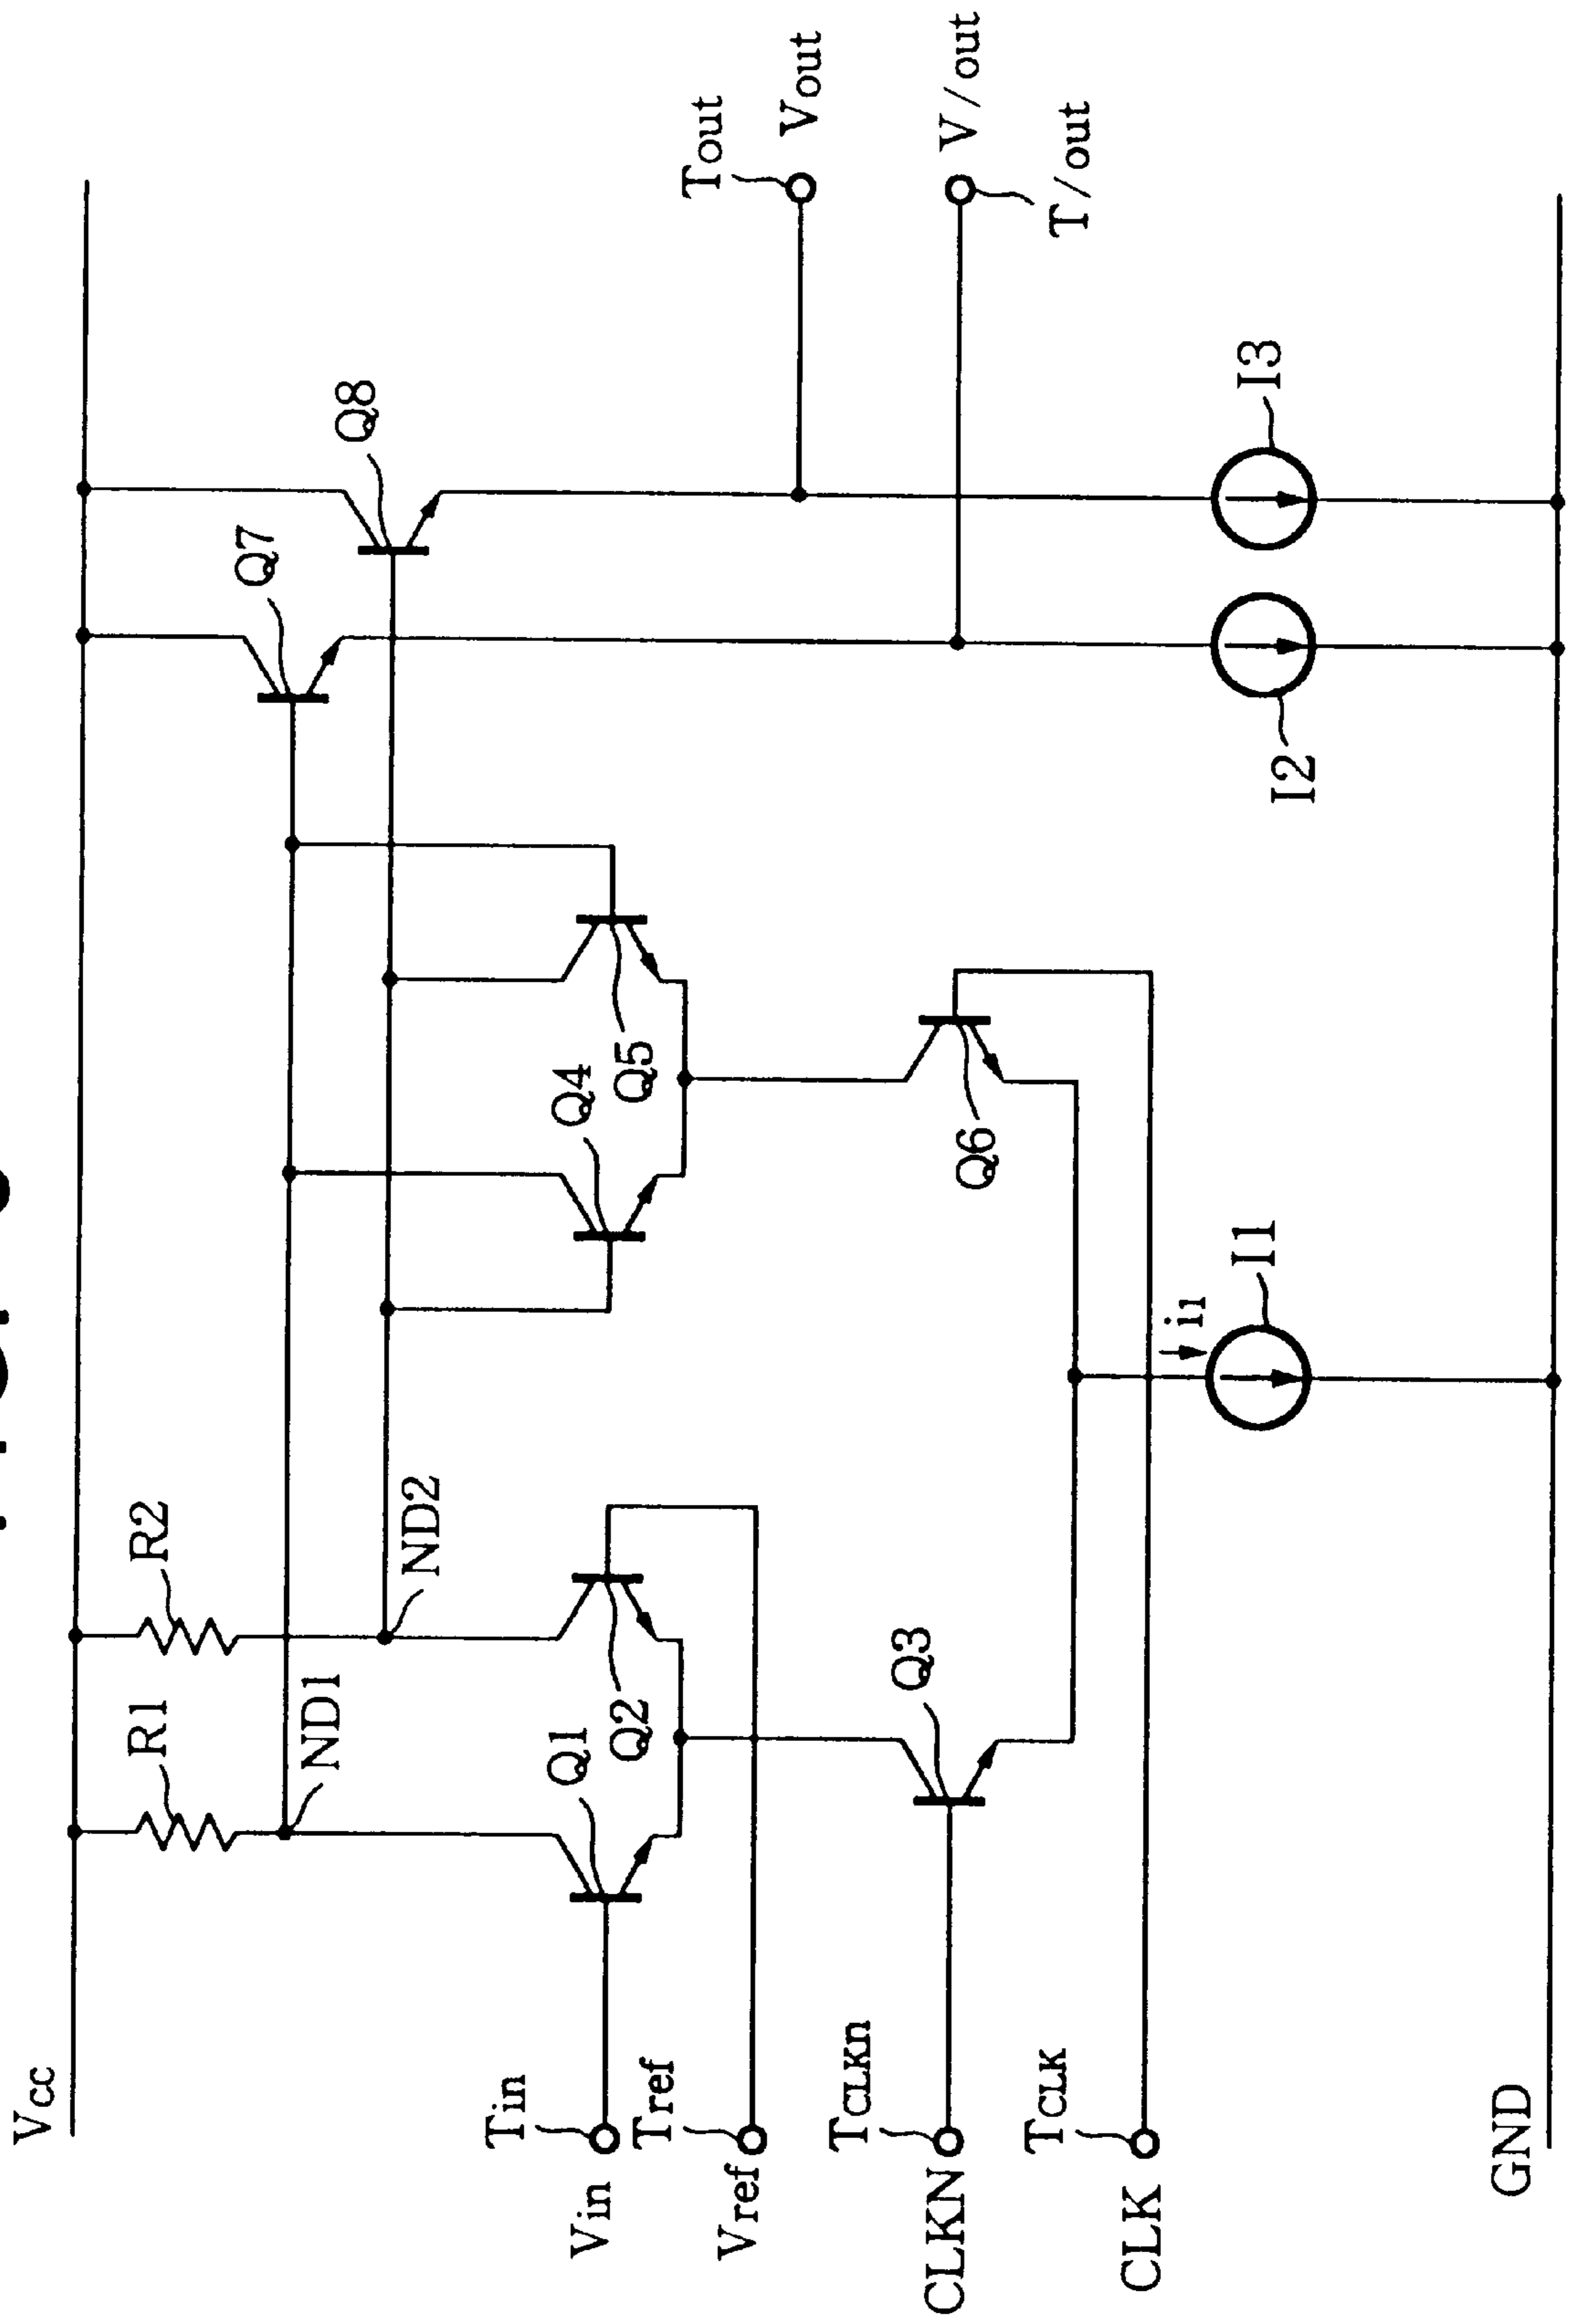 Vcc
R1
R2
ND1
ND2
Q7
Q8
Tin
Vin
Q1
Q2
Q4
Q5
Tref
Vref
Tout
Vout
V/out
T/out
TCLKn
CLKN
Q3
Q6
TCLK
CLK
i1
I1
I2
I3
GND